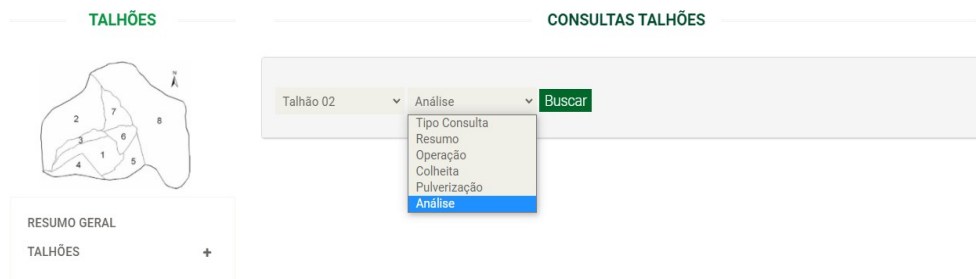 TALHÕES
CONSULTAS TALHÕES
N
2
7
8
3
6
1
4
5
Talhão 02
Análise
Buscar
Tipo Consulta
Resumo
Operação
Colheita
Pulverização
Análise
RESUMO GERAL
TALHÕES +